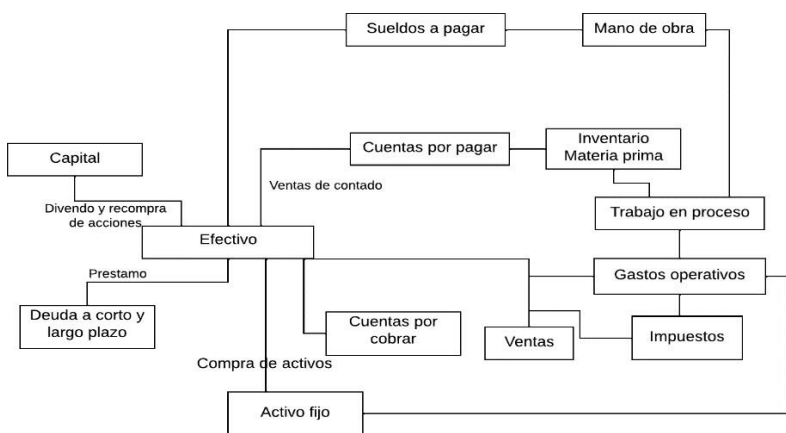 Sueldos a pagar
Mano de obra
Cuentas por pagar
Inventario
Materia prima
Capital
Ventas de contado
Divendo y recompra
de acciones
Trabajo en proceso
Efectivo
Prestamo
Gastos operativos
Deuda a corto y
largo plazo
Cuentas por
cobrar
Ventas
Impuestos
Compra de activos
Activo fijo